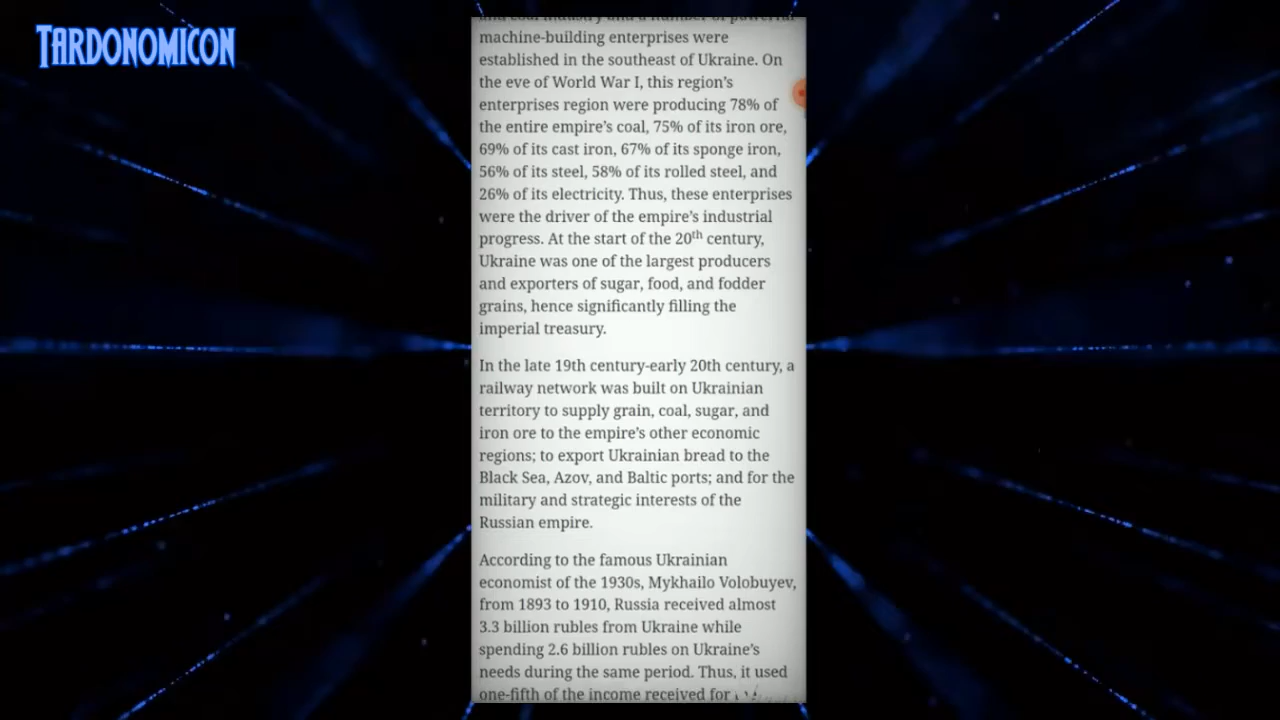 TARDONOMICON
and coal industry and a number of powerful
machine-building enterprises were
established in the southeast of Ukraine. On
the eve of World War I, this region’s
enterprises region were producing 78% of
the entire empire’s coal, 75% of its iron ore,
69% of its cast iron, 67% of its sponge iron,
56% of its steel, 58% of its rolled steel, and
26% of its electricity. Thus, these enterprises
were the driver of the empire’s industrial
progress. At the start of the 20th century,
Ukraine was one of the largest producers
and exporters of sugar, food, and fodder
grains, hence significantly filling the
imperial treasury.
In the late 19th century-early 20th century, a
railway network was built on Ukrainian
territory to supply grain, coal, sugar, and
iron ore to the empire’s other economic
regions; to export Ukrainian bread to the
Black Sea, Azov, and Baltic ports; and for the
military and strategic interests of the
Russian empire.
According to the famous Ukrainian
economist of the 1930s, Mykhailo Volobuyev,
from 1893 to 1910, Russia received almost
3.3 billion rubles from Ukraine while
spending 2.6 billion rubles on Ukraine’s
needs during the same period. Thus, it used
one-fifth of the income received for